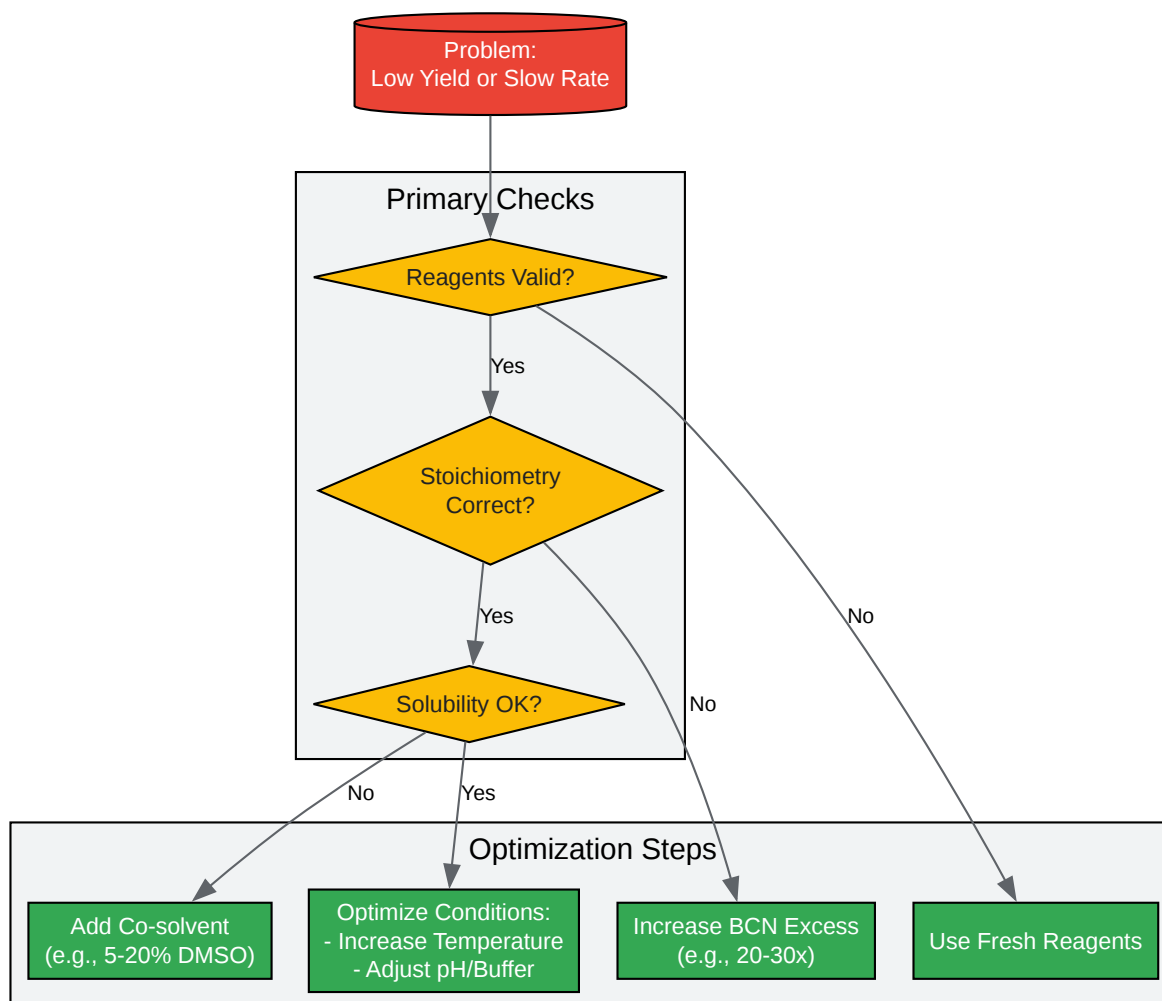 Problem:
Low Yield or Slow Rate
Primary Checks
Reagents Valid?
Yes
Stoichiometry
Correct?
Yes
No
Solubility OK?
No
No
Yes
Optimization Steps
Add Co-solvent
(e.g., 5-20% DMSO)
Optimize Conditions:
- Increase Temperature
- Adjust pH/Buffer
Increase BCN Excess
(e.g., 20-30x)
Use Fresh Reagents